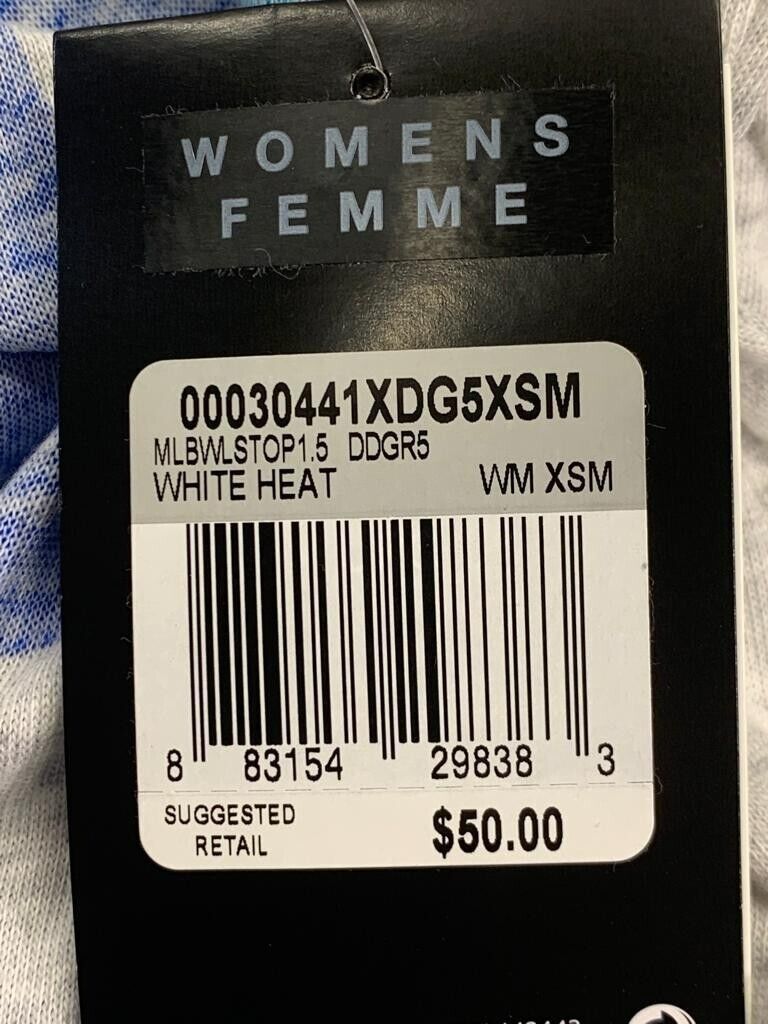 WOMENS
FEMME
00030441XDG5XSM
MLBWLSTOP1.5 DDGR5
WHITE HEAT WM XSM
8 83154 29838 3
SUGGESTED
RETAIL $50.00